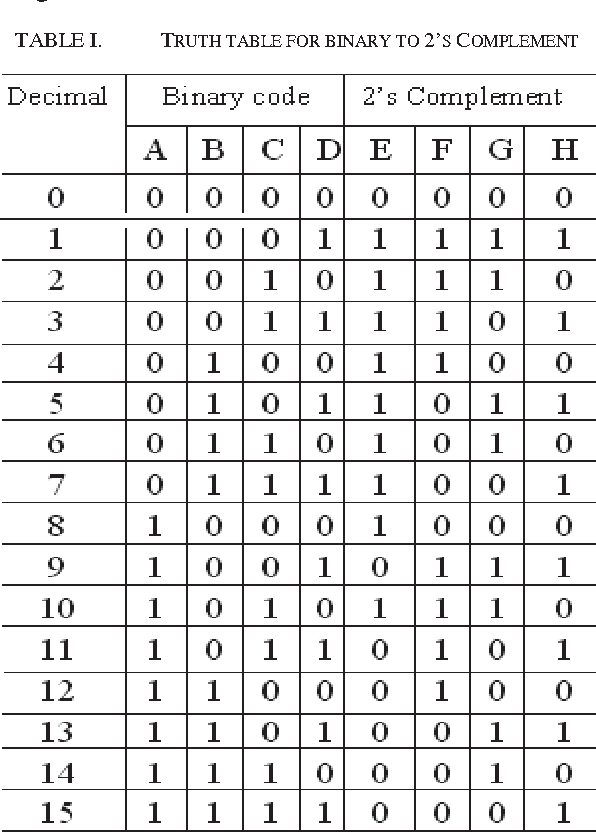 TABLE I. TRUTH TABLE FOR BINARY TO 2'S COMPLEMENT
Decimal Binary code 2's Complement
A B C D E F G H
0 0 0 0 0 0 0 0 0
1 0 0 0 1 1 1 1 1
2 0 0 1 0 1 1 1 0
3 0 0 1 1 1 1 0 1
4 0 1 0 0 1 1 0 0
5 0 1 0 1 1 0 1 1
6 0 1 1 0 1 0 1 0
7 0 1 1 1 1 0 0 1
8 1 0 0 0 1 0 0 0
9 1 0 0 1 0 1 1 1
10 1 0 1 0 1 1 1 0
11 1 0 1 1 0 1 0 1
12 1 1 0 0 0 1 0 0
13 1 1 0 1 0 0 1 1
14 1 1 1 0 0 0 1 0
15 1 1 1 1 0 0 0 1